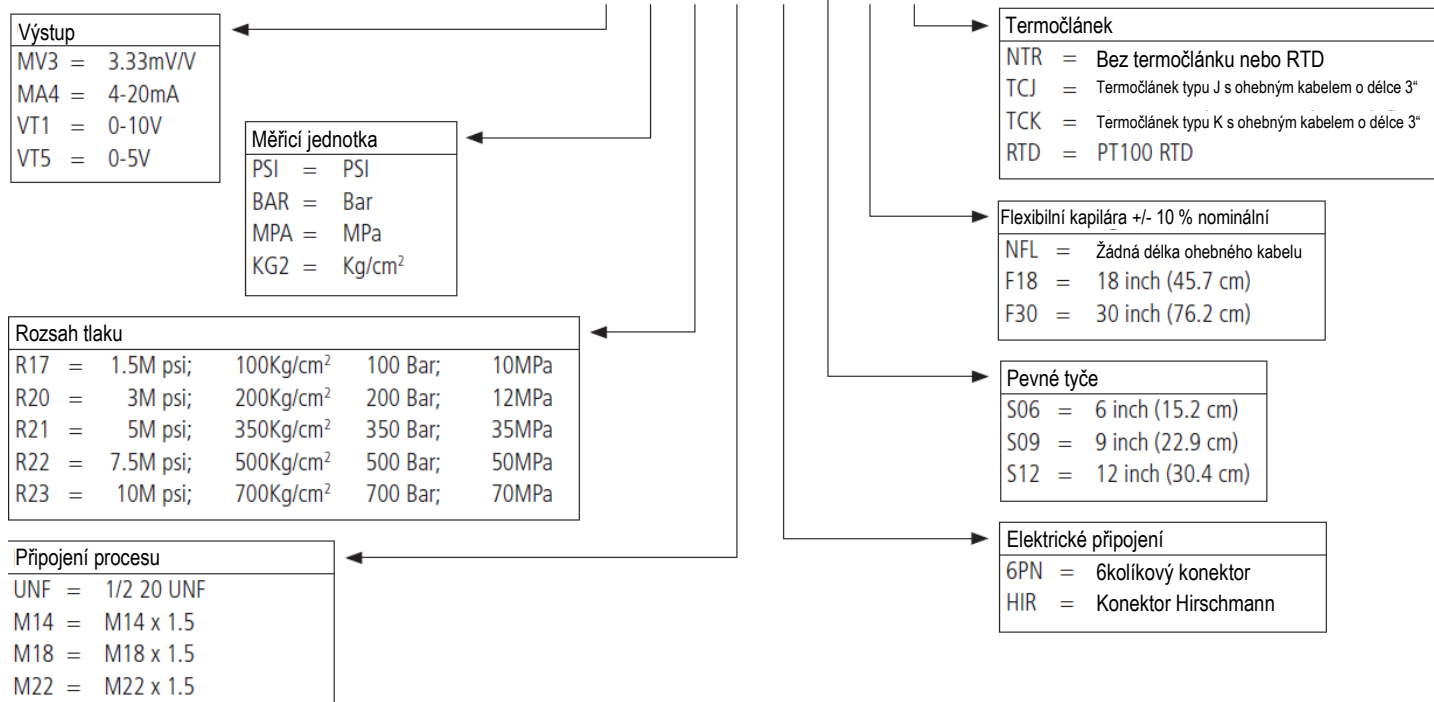 Výstup
MV3 = 3.33mV/V
MA4 = 4-20mA
VT1 = 0-10V
VT5 = 0-5V
Měřicí jednotka
PSI = PSI
BAR = Bar
MPA = MPa
KG2 = Kg/cm²
Rozsah tlaku
R17 = 1.5M psi; 100Kg/cm² 100 Bar; 10MPa
R20 = 3M psi; 200Kg/cm² 200 Bar; 12MPa
R21 = 5M psi; 350Kg/cm² 350 Bar; 35MPa
R22 = 7.5M psi; 500Kg/cm² 500 Bar; 50MPa
R23 = 10M psi; 700Kg/cm² 700 Bar; 70MPa
Připojení procesu
UNF = 1/2 20 UNF
M14 = M14 x 1.5
M18 = M18 x 1.5
M22 = M22 x 1.5
Termočlánek
NTR = Bez termočlánku nebo RTD
TCJ = Termočlánek typu J s ohebným kabelem o délce 3“
TCK = Termočlánek typu K s ohebným kabelem o délce 3“
RTD = PT100 RTD
Flexibilní kapilára +/- 10 % nominální
NFL = Žádná délka ohebného kabelu
F18 = 18 inch (45.7 cm)
F30 = 30 inch (76.2 cm)
Pevné tyče
S06 = 6 inch (15.2 cm)
S09 = 9 inch (22.9 cm)
S12 = 12 inch (30.4 cm)
Elektrické připojení
6PN = 6kolíkový konektor
HIR = Konektor Hirschmann